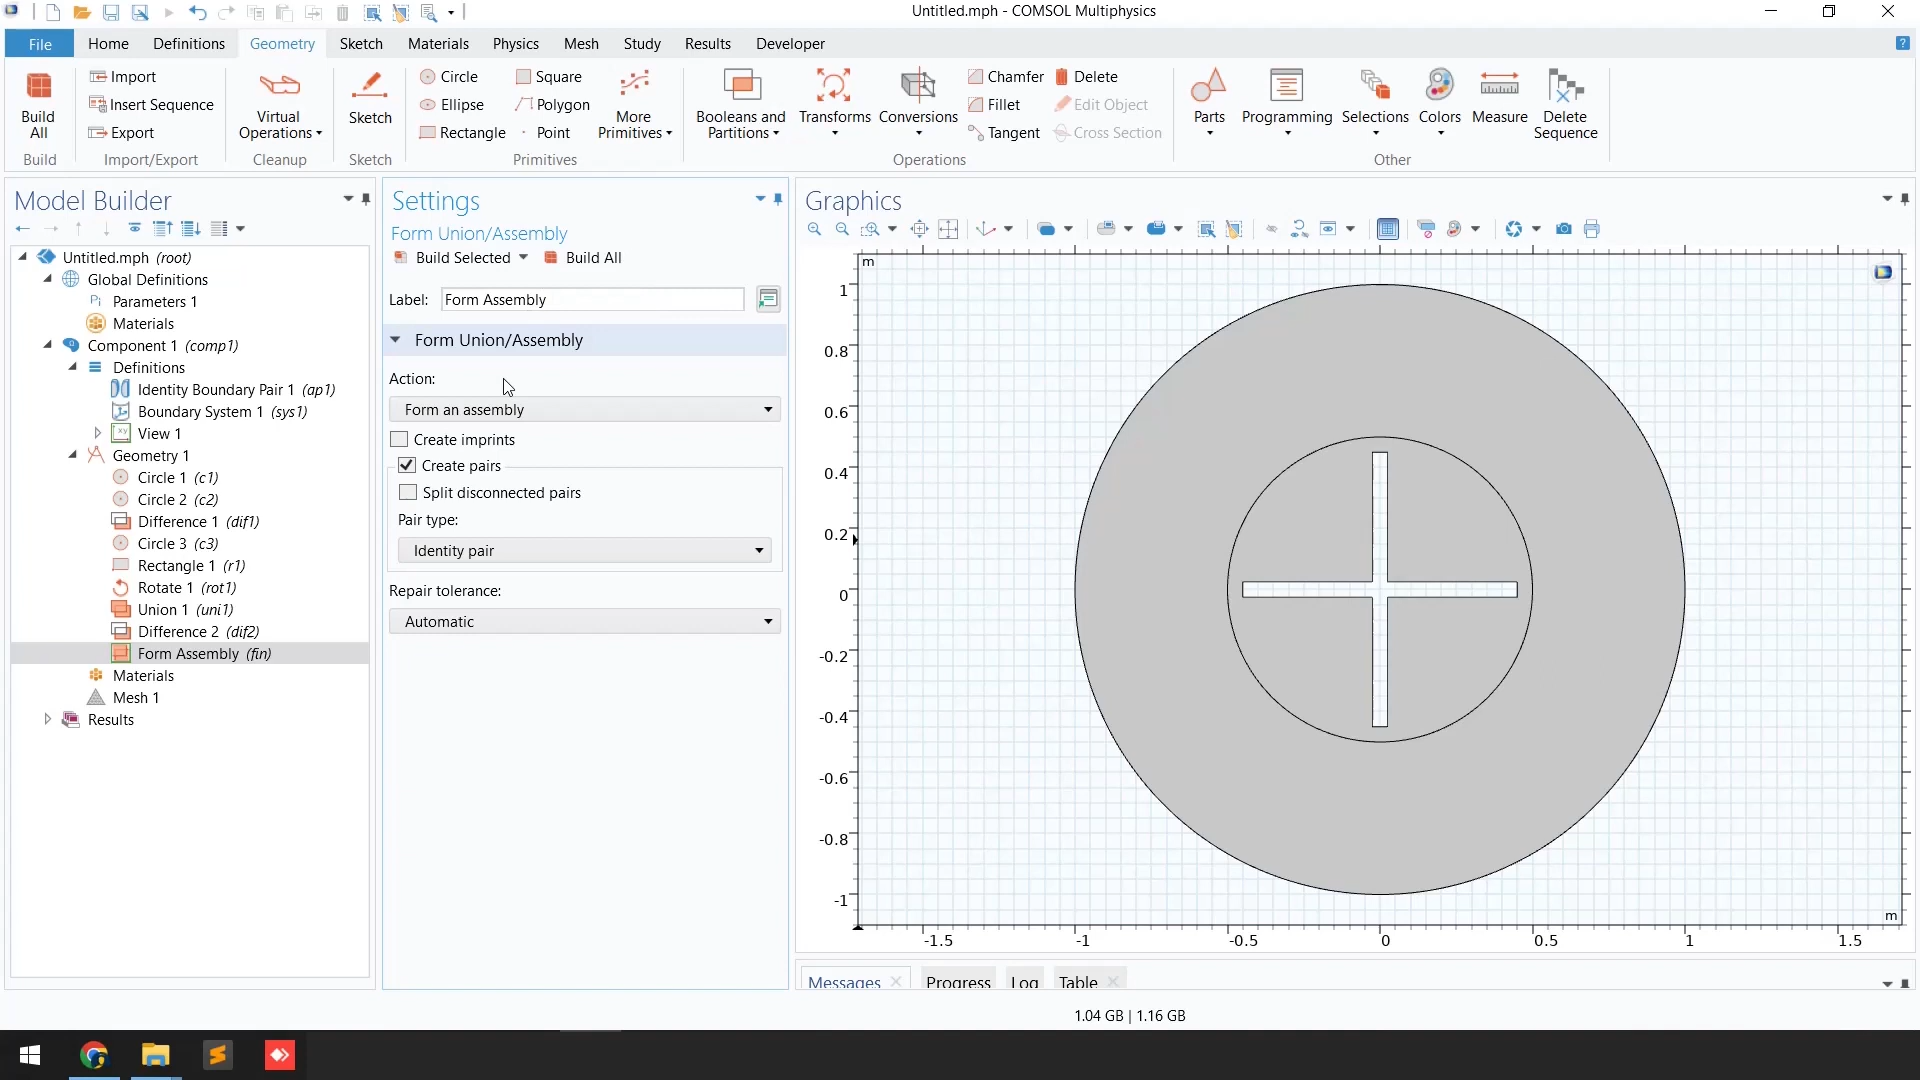 Untitled.mph - COMSOL Multiphysics
File Home Definitions Geometry Sketch Materials Physics Mesh Study Results Developer
Build All
Build
Import
Insert Sequence
Export
Import/Export
Virtual Operations
Cleanup
Sketch
Sketch
Circle Square
Ellipse Polygon
Rectangle Point
More Primitives
Primitives
Booleans and Partitions
Transforms
Conversions
Chamfer Delete
Fillet Edit Object
Tangent Cross Section
Operations
Parts
Programming
Selections
Colors
Measure
Delete Sequence
Other
Model Builder
Untitled.mph (root)
Global Definitions
Pi Parameters 1
Materials
Component 1 (comp1)
Definitions
Identity Boundary Pair 1 (ap1)
Boundary System 1 (sys1)
View 1
Geometry 1
Circle 1 (c1)
Circle 2 (c2)
Difference 1 (dif1)
Circle 3 (c3)
Rectangle 1 (r1)
Rotate 1 (rot1)
Union 1 (uni1)
Difference 2 (dif2)
Form Assembly (fin)
Materials
Mesh 1
Results
Settings
Form Union/Assembly
Build Selected Build All
Label: Form Assembly
Form Union/Assembly
Action:
Form an assembly
Create imprints
Create pairs
Split disconnected pairs
Pair type:
Identity pair
Repair tolerance:
Automatic
Graphics
m
1
0.8
0.6
0.4
0.2
0
-0.2
-0.4
-0.6
-0.8
-1
m
-1.5 -1 -0.5 0 0.5 1 1.5
Messages Progress Log Table
1.04 GB | 1.16 GB